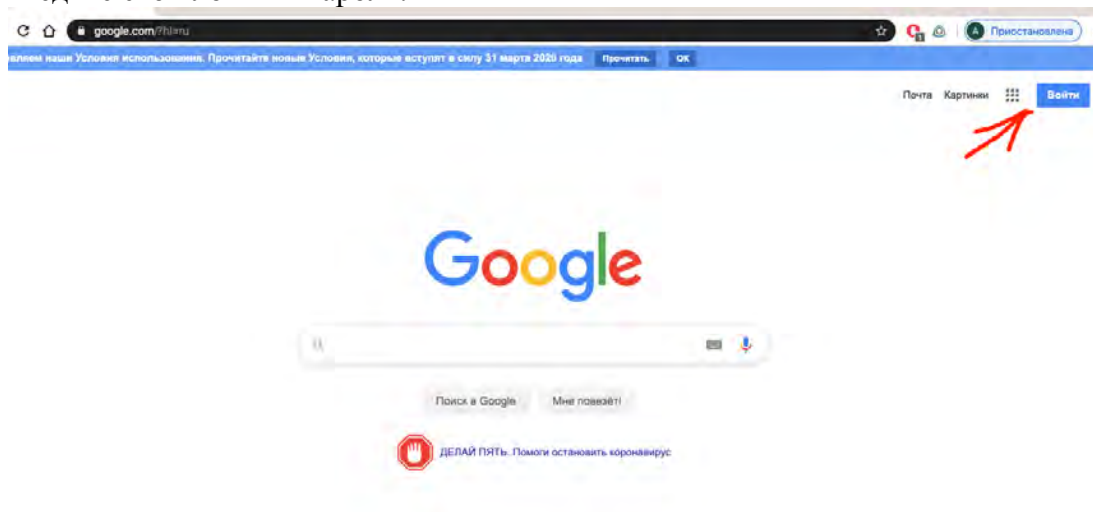 google.com/?hl=ru
Приостановлена
наши Условия использования. Прочитайте новые Условия, которые вступят в силу 31 марта 2020 года Прочитать OK
Почта Картинки Войти
Google
Поиск в Google Мне повезёт!
ДЕЛАЙ ПЯТЬ. Помоги остановить коронавирус